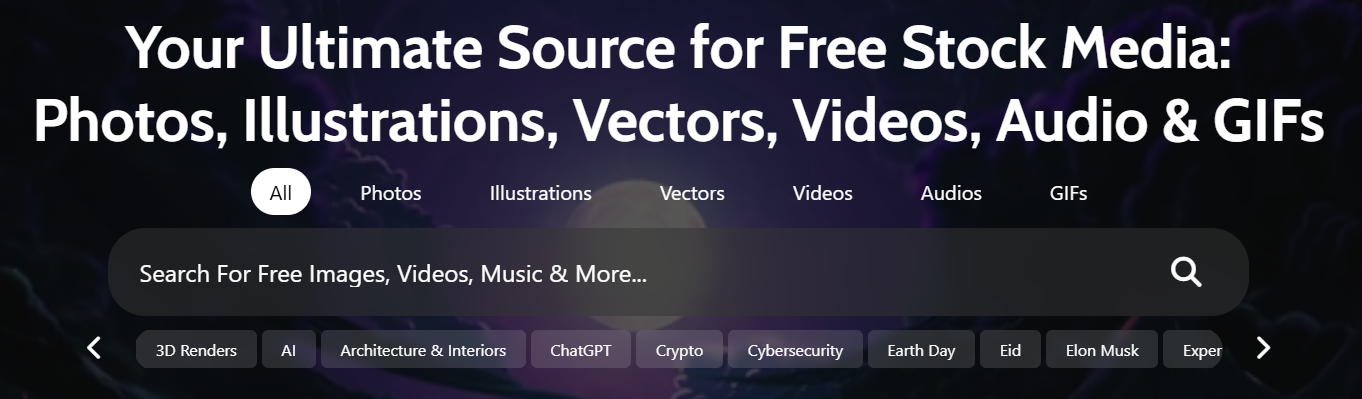 Your Ultimate Source for Free Stock Media:
Photos, Illustrations, Vectors, Videos, Audio & GIFs
All Photos Illustrations Vectors Videos Audios GIFs
Search For Free Images, Videos, Music & More...
3D Renders AI Architecture & Interiors ChatGPT Crypto Cybersecurity Earth Day Eid Elon Musk Exper